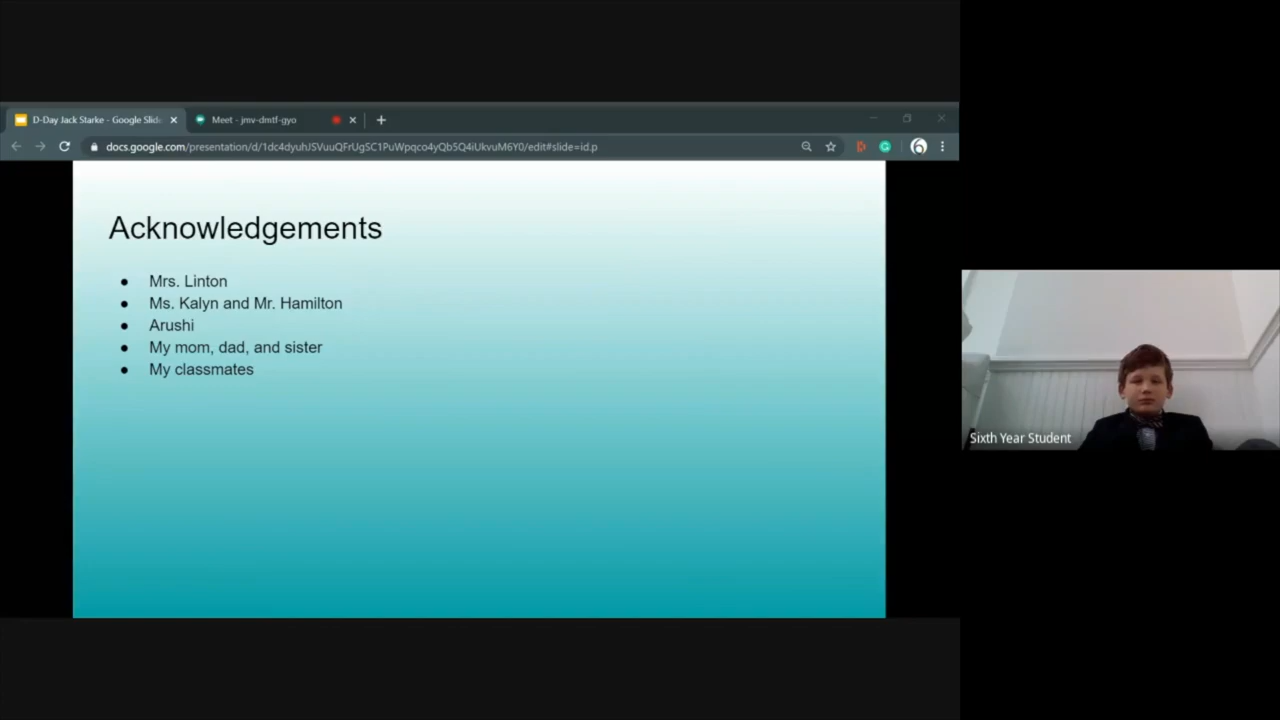 D-Day Jack Starke - Google Slid
Meet - jmv-dmtf-gyo
docs.google.com/presentation/d/1dc4dyuhJSVuuQFrUgSC1PuWpqco4yQb5Q4iUkvuM6Y0/edit#slide=id.p
Acknowledgements
● Mrs. Linton
● Ms. Kalyn and Mr. Hamilton
● Arushi
● My mom, dad, and sister
● My classmates
Sixth Year Student